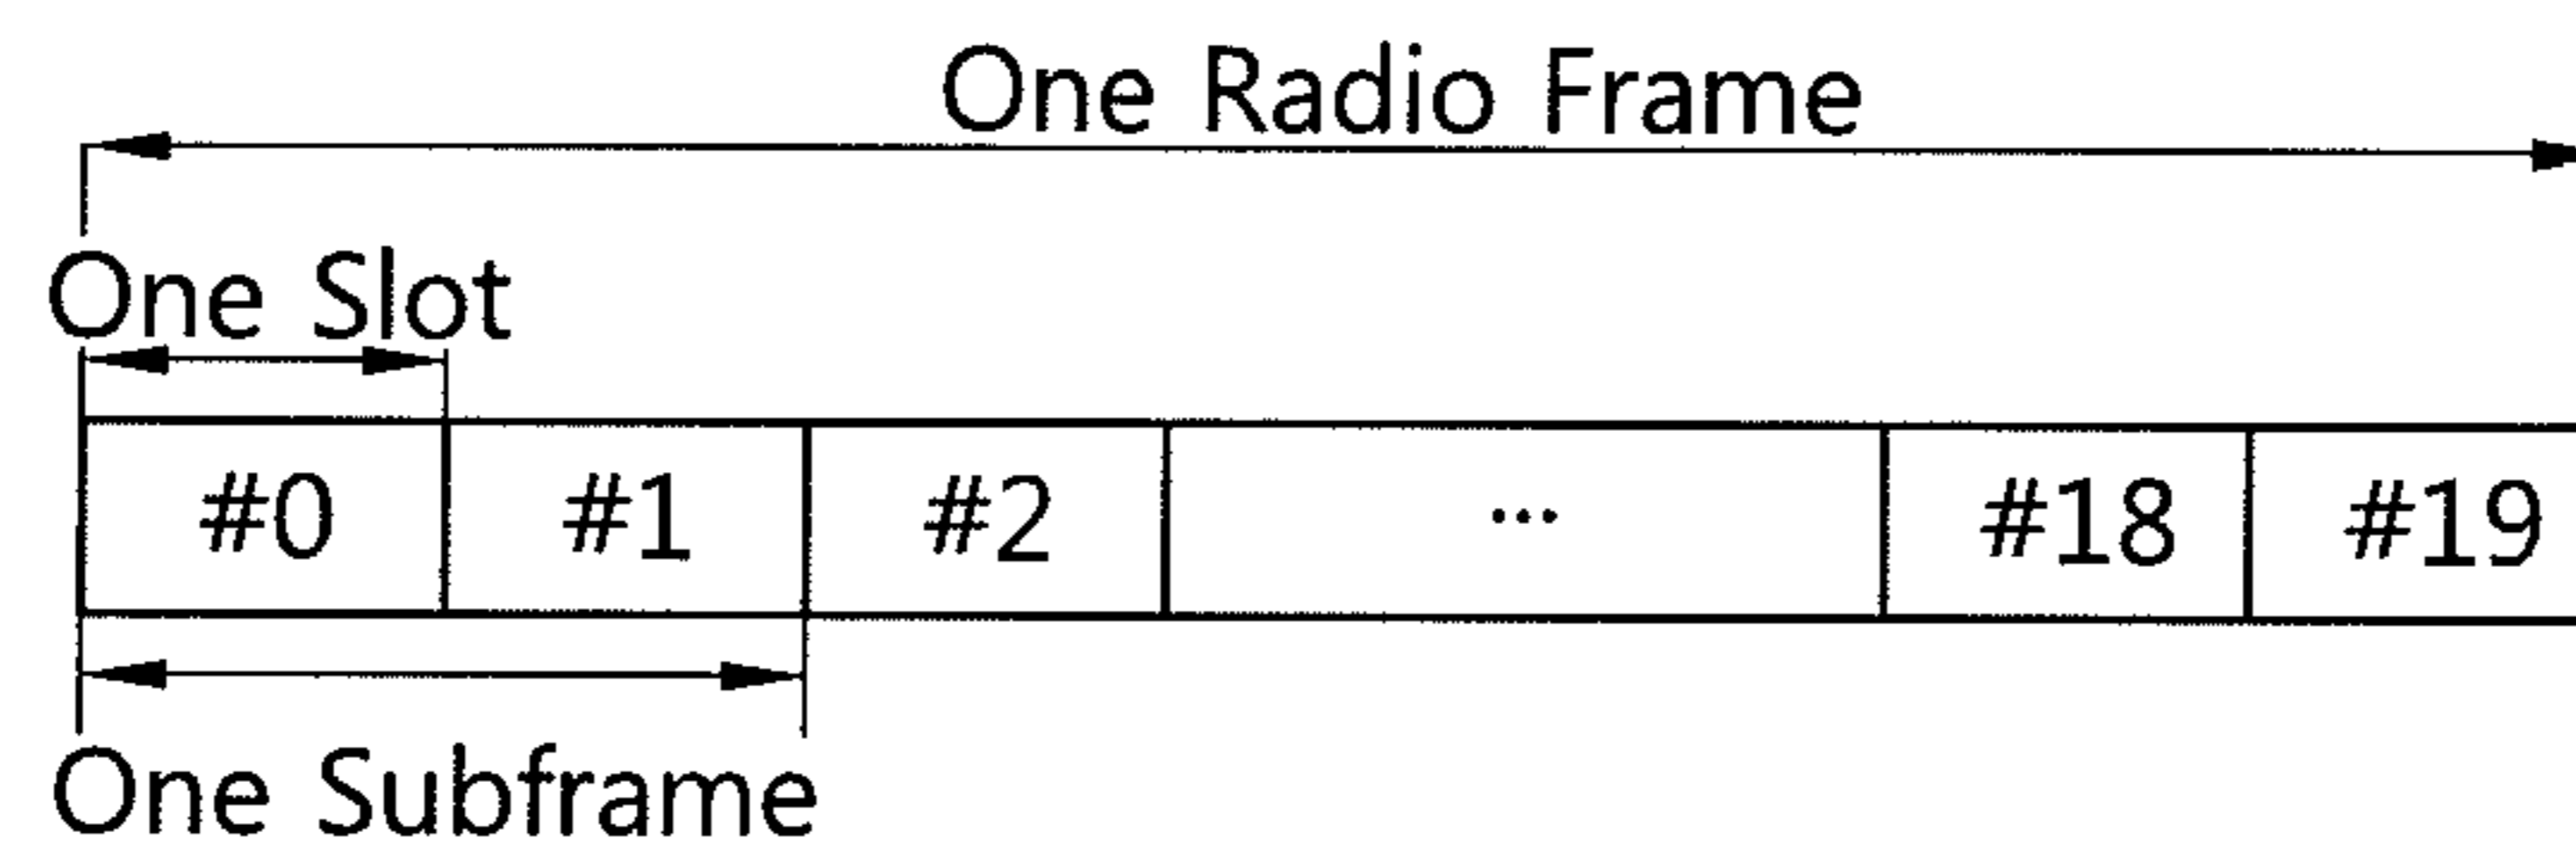 One Radio Frame
One Slot
#0 #1 #2 ... #18 #19
One Subframe